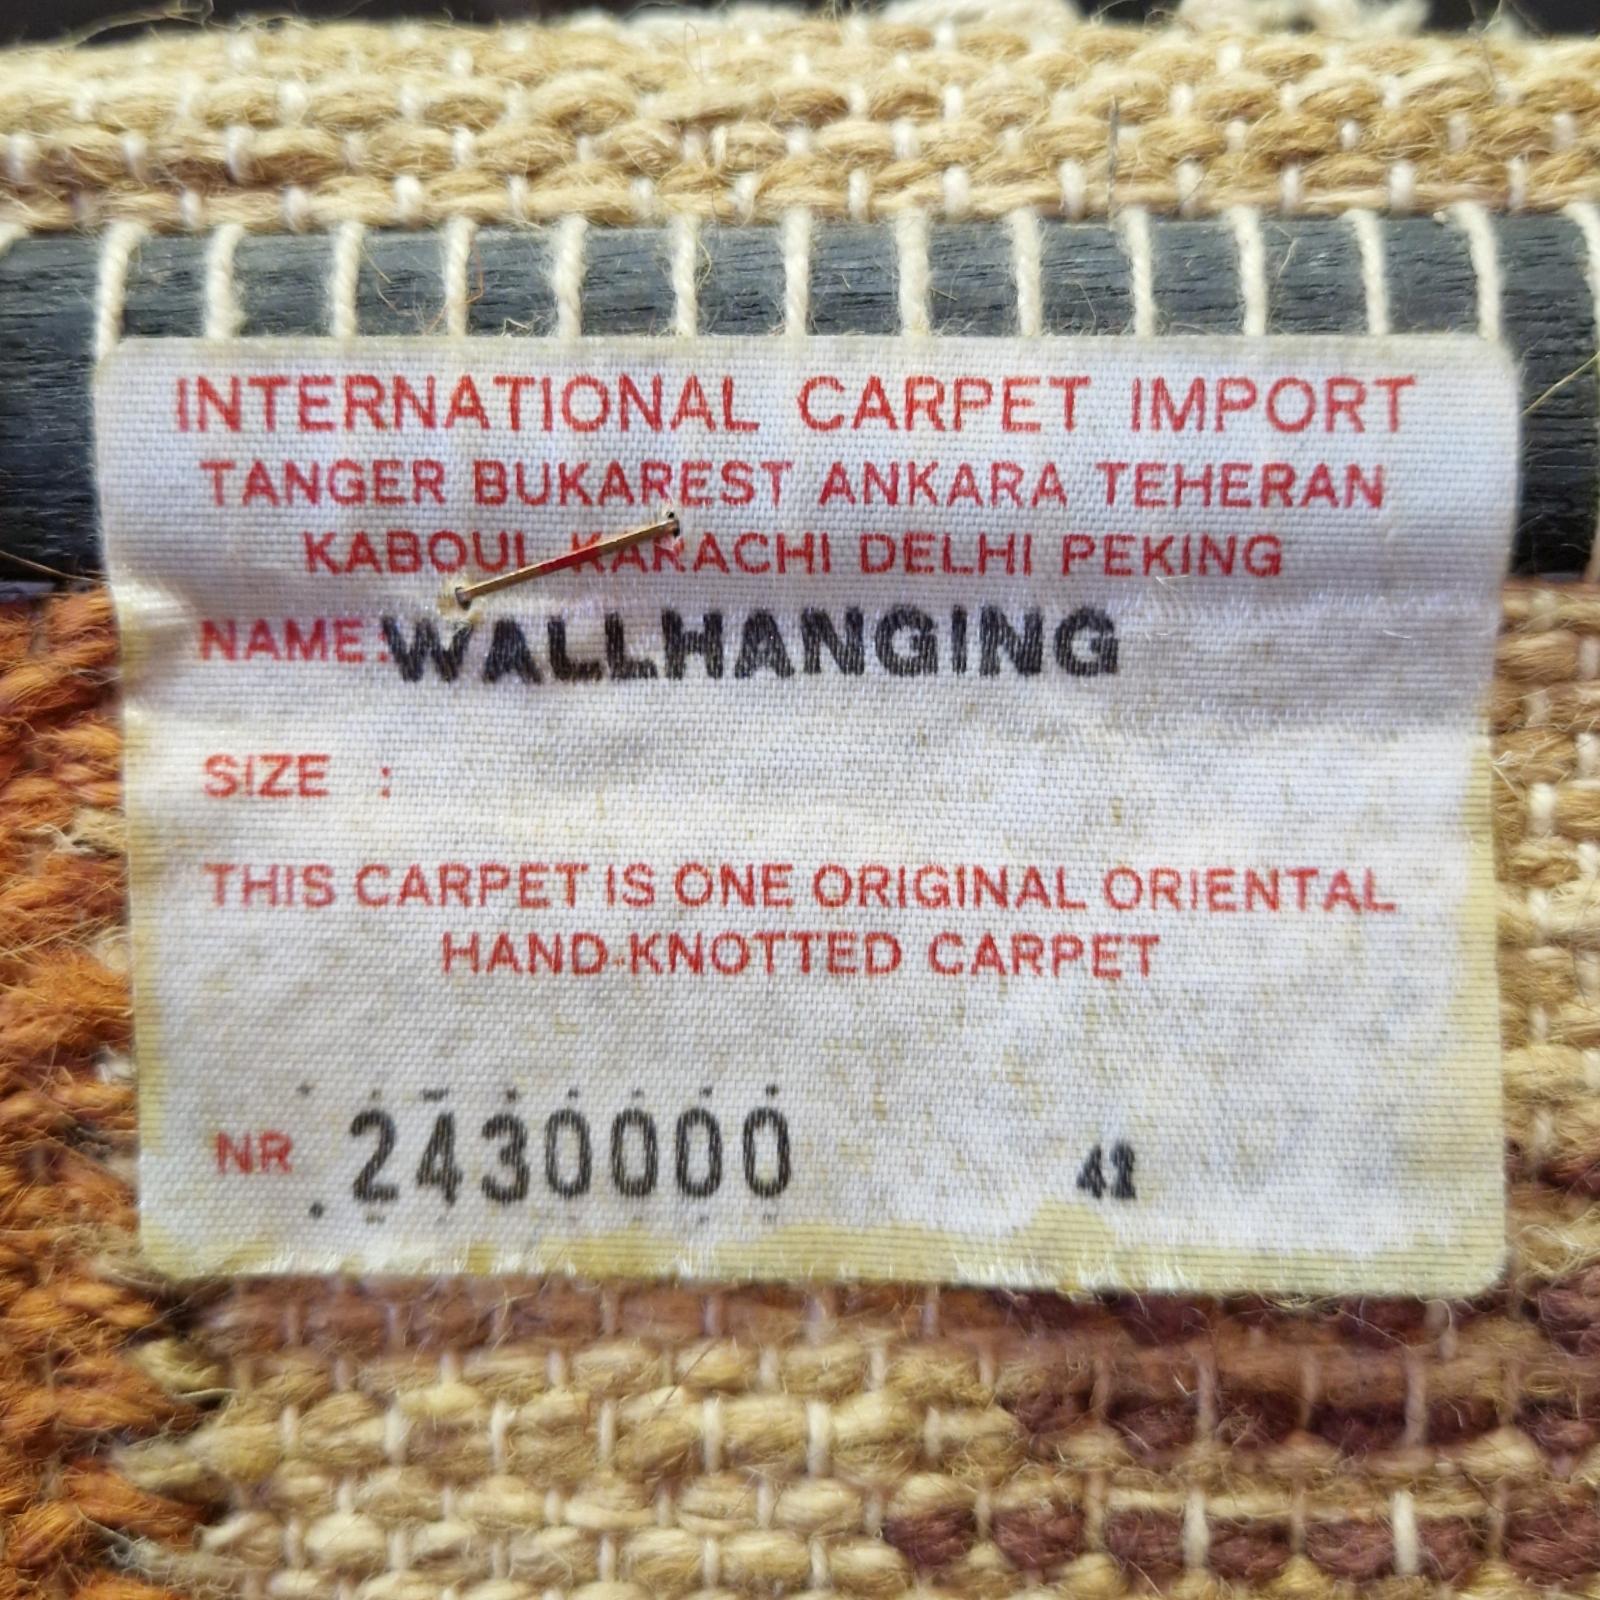 INTERNATIONAL CARPET IMPORT
TANGER BUKAREST ANKARA TEHERAN
KABOUL KARACHI DELHI PEKING
NAME: WALLHANGING
SIZE :
THIS CARPET IS ONE ORIGINAL ORIENTAL
HAND-KNOTTED CARPET
NR 2430000